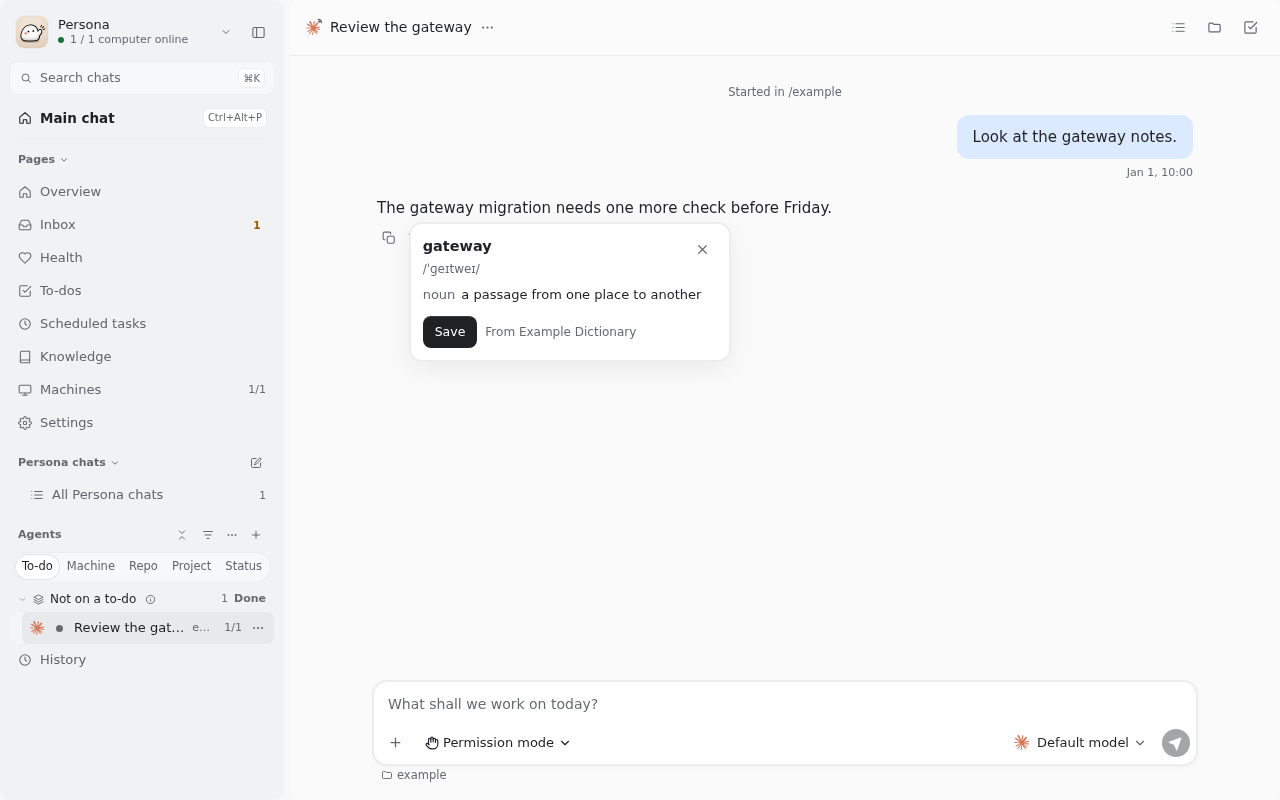 Persona
1 / 1 computer online
Search chats ⌘K
Main chat Ctrl+Alt+P
Pages
Overview
Inbox 1
Health
To-dos
Scheduled tasks
Knowledge
Machines 1/1
Settings
Persona chats
All Persona chats 1
Agents
To-do Machine Repo Project Status
Not on a to-do 1 Done
Review the gat... e... 1/1
History
Review the gateway
Started in /example
Look at the gateway notes.
Jan 1, 10:00
The gateway migration needs one more check before Friday.
gateway
/ˈɡeɪtweɪ/
noun a passage from one place to another
Save From Example Dictionary
What shall we work on today?
Permission mode Default model
example